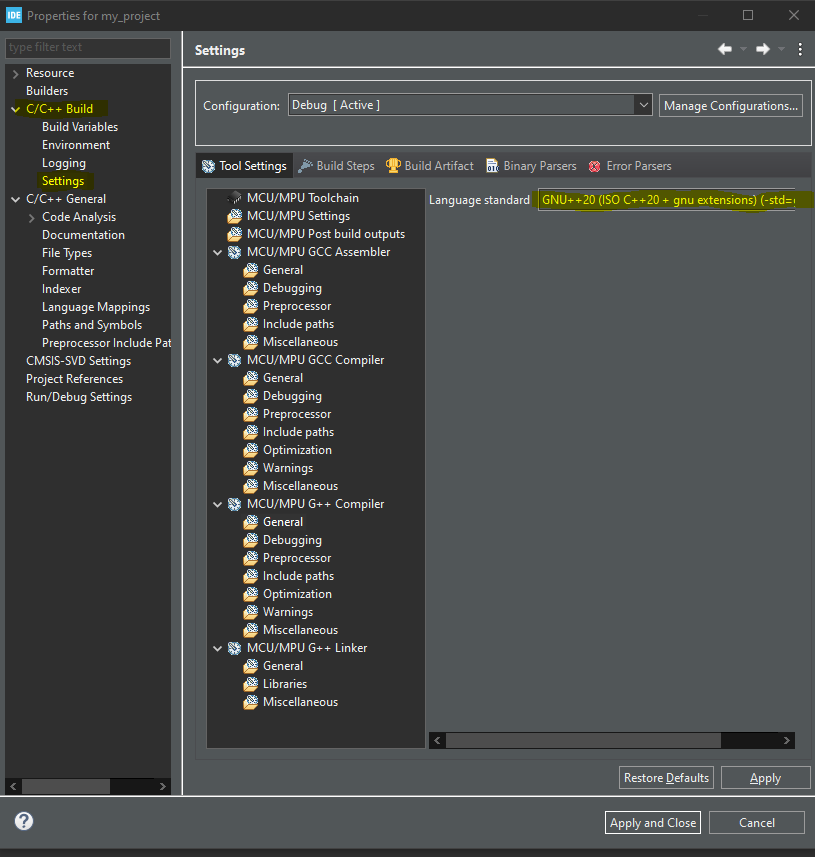 IDE Properties for my_project
type filter text
Resource
Builders
C/C++ Build
Build Variables
Environment
Logging
Settings
C/C++ General
Code Analysis
Documentation
File Types
Formatter
Indexer
Language Mappings
Paths and Symbols
Preprocessor Include Pat
CMSIS-SVD Settings
Project References
Run/Debug Settings
Settings
Configuration: Debug [ Active ] Manage Configurations...
Tool Settings Build Steps Build Artifact Binary Parsers Error Parsers
MCU/MPU Toolchain
MCU/MPU Settings
MCU/MPU Post build outputs
MCU/MPU GCC Assembler
General
Debugging
Preprocessor
Include paths
Miscellaneous
MCU/MPU GCC Compiler
General
Debugging
Preprocessor
Include paths
Optimization
Warnings
Miscellaneous
MCU/MPU G++ Compiler
General
Debugging
Preprocessor
Include paths
Optimization
Warnings
Miscellaneous
MCU/MPU G++ Linker
General
Libraries
Miscellaneous
Language standard GNU++20 (ISO C++20 + gnu extensions) (-std=
Restore Defaults Apply
? Apply and Close Cancel